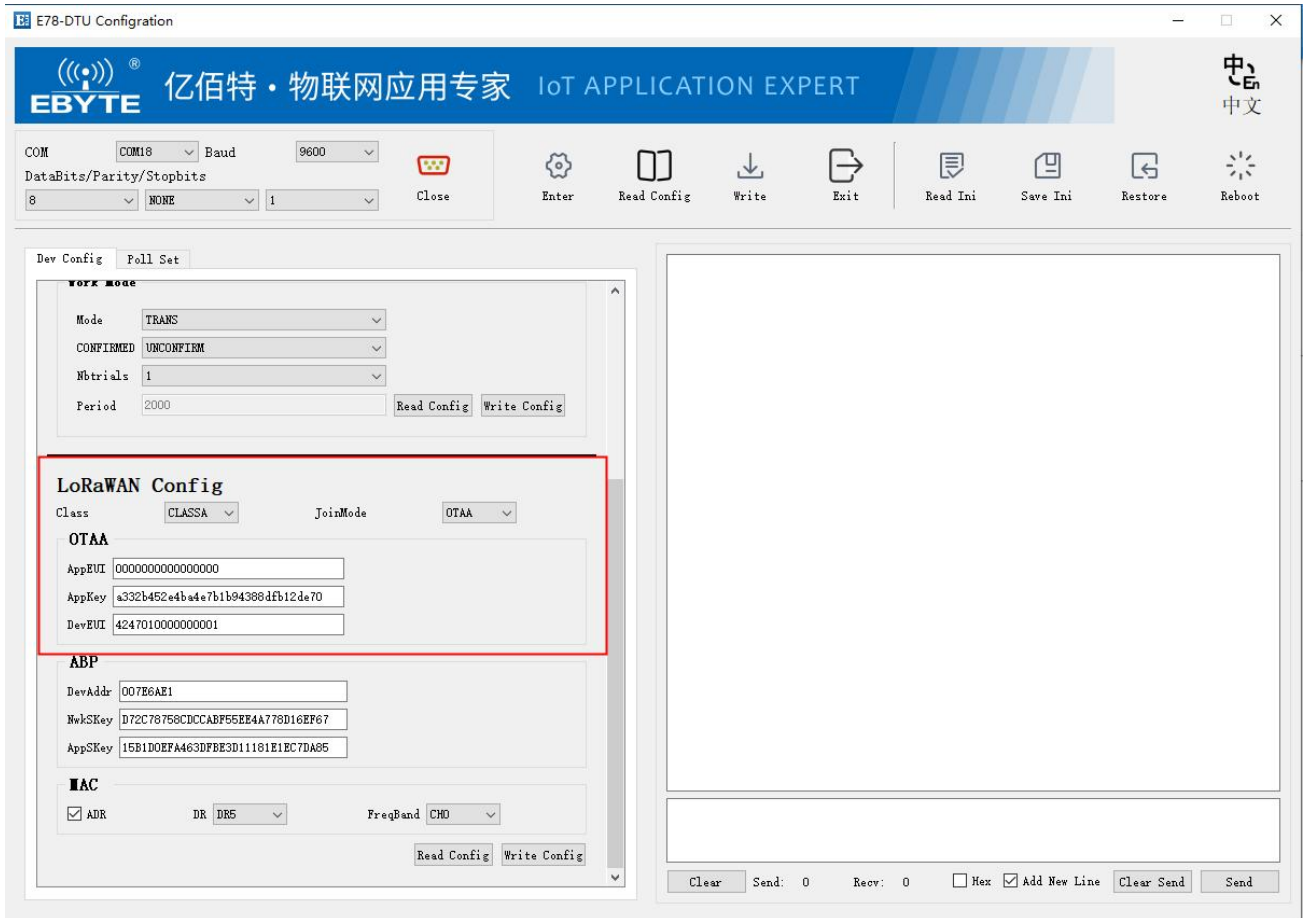 E78-DTU Configration
EBYTE ® 亿佰特·物联网应用专家 IoT APPLICATION EXPERT
中 En
中文
COM COM18 Baud 9600
DataBits/Parity/Stopbits
8 NONE 1
Close
Enter
Read Config
Write
Exit
Read Ini
Save Ini
Restore
Reboot
Dev Config Poll Set
Work Mode
Mode TRANS
CONFIRMED UNCONFIRM
Nbtrials 1
Period 2000 Read Config Write Config
LoRaWAN Config
Class CLASSA JoinMode OTAA
OTAA
AppEUI 0000000000000000
AppKey a332b452e4ba4e7b1b94388dfb12de70
DevEUI 4247010000000001
ABP
DevAddr 007E6AE1
NwkSKey D72C78758CDCCABF55EE4A778D16EF67
AppSKey 15B1D0EFA463DFBE3D11181E1EC7DA85
MAC
ADR DR DR5 FreqBand CH0
Read Config Write Config
Clear Send: 0 Recv: 0 Hex Add New Line Clear Send Send